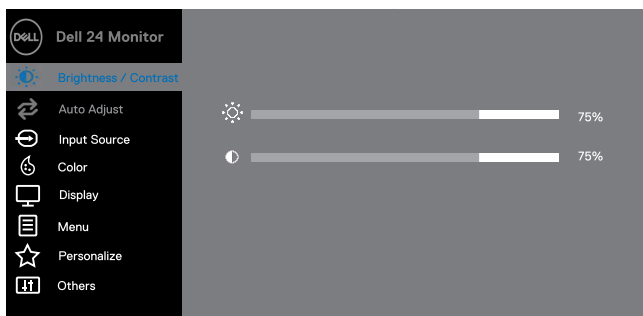 DELL
Dell 24 Monitor
Brightness / Contrast
Auto Adjust
Input Source
Color
Display
Menu
Personalize
Others
75%
75%